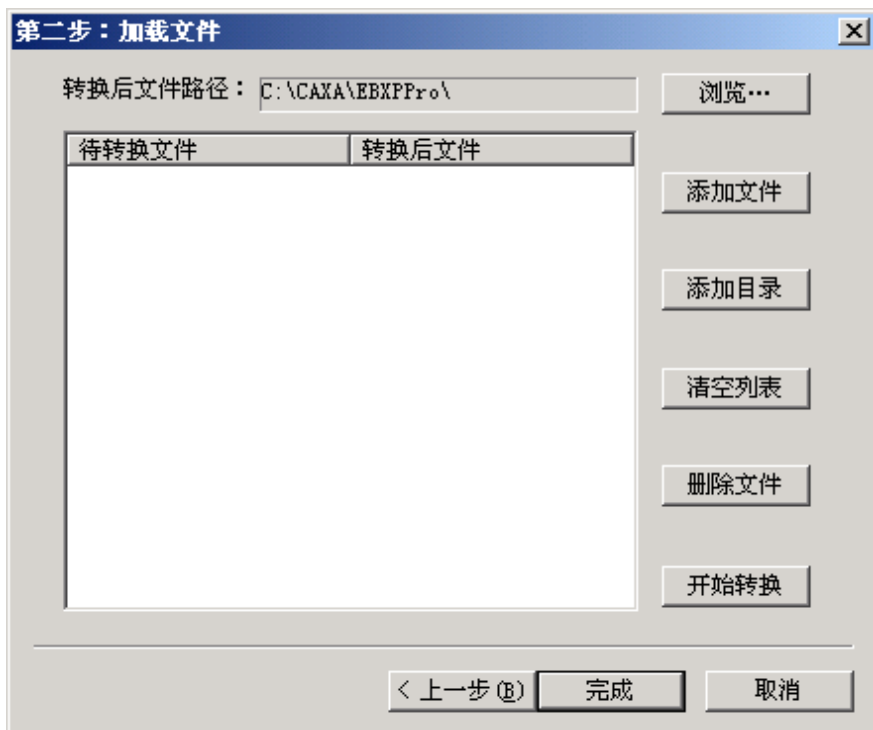 第二步：加载文件
转换后文件路径： C:\CAXA\EBXPPro\ 浏览…
待转换文件 转换后文件
添加文件
添加目录
清空列表
删除文件
开始转换
< 上一步(B) 完成 取消